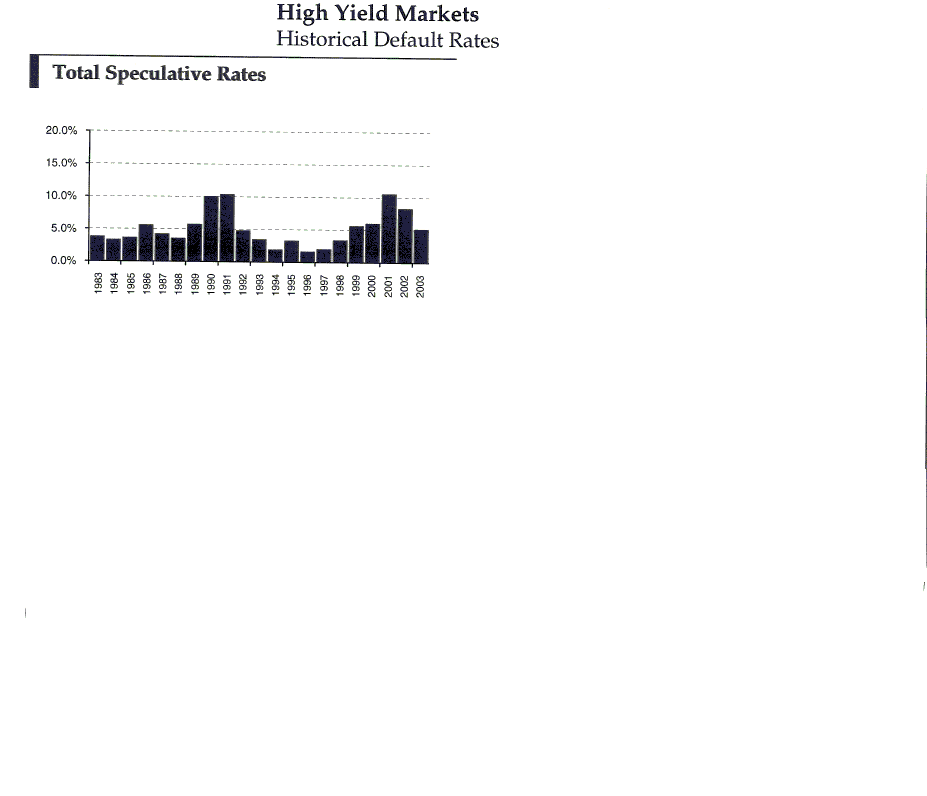 High Yield Markets
Historical Default Rates
Total Speculative Rates
20.0%
15.0%
10.0%
5.0%
0.0%
1983 1984 1985 1986 1987 1988 1989 1990 1991 1992 1993 1994 1995 1996 1997 1998 1999 2000 2001 2002 2003